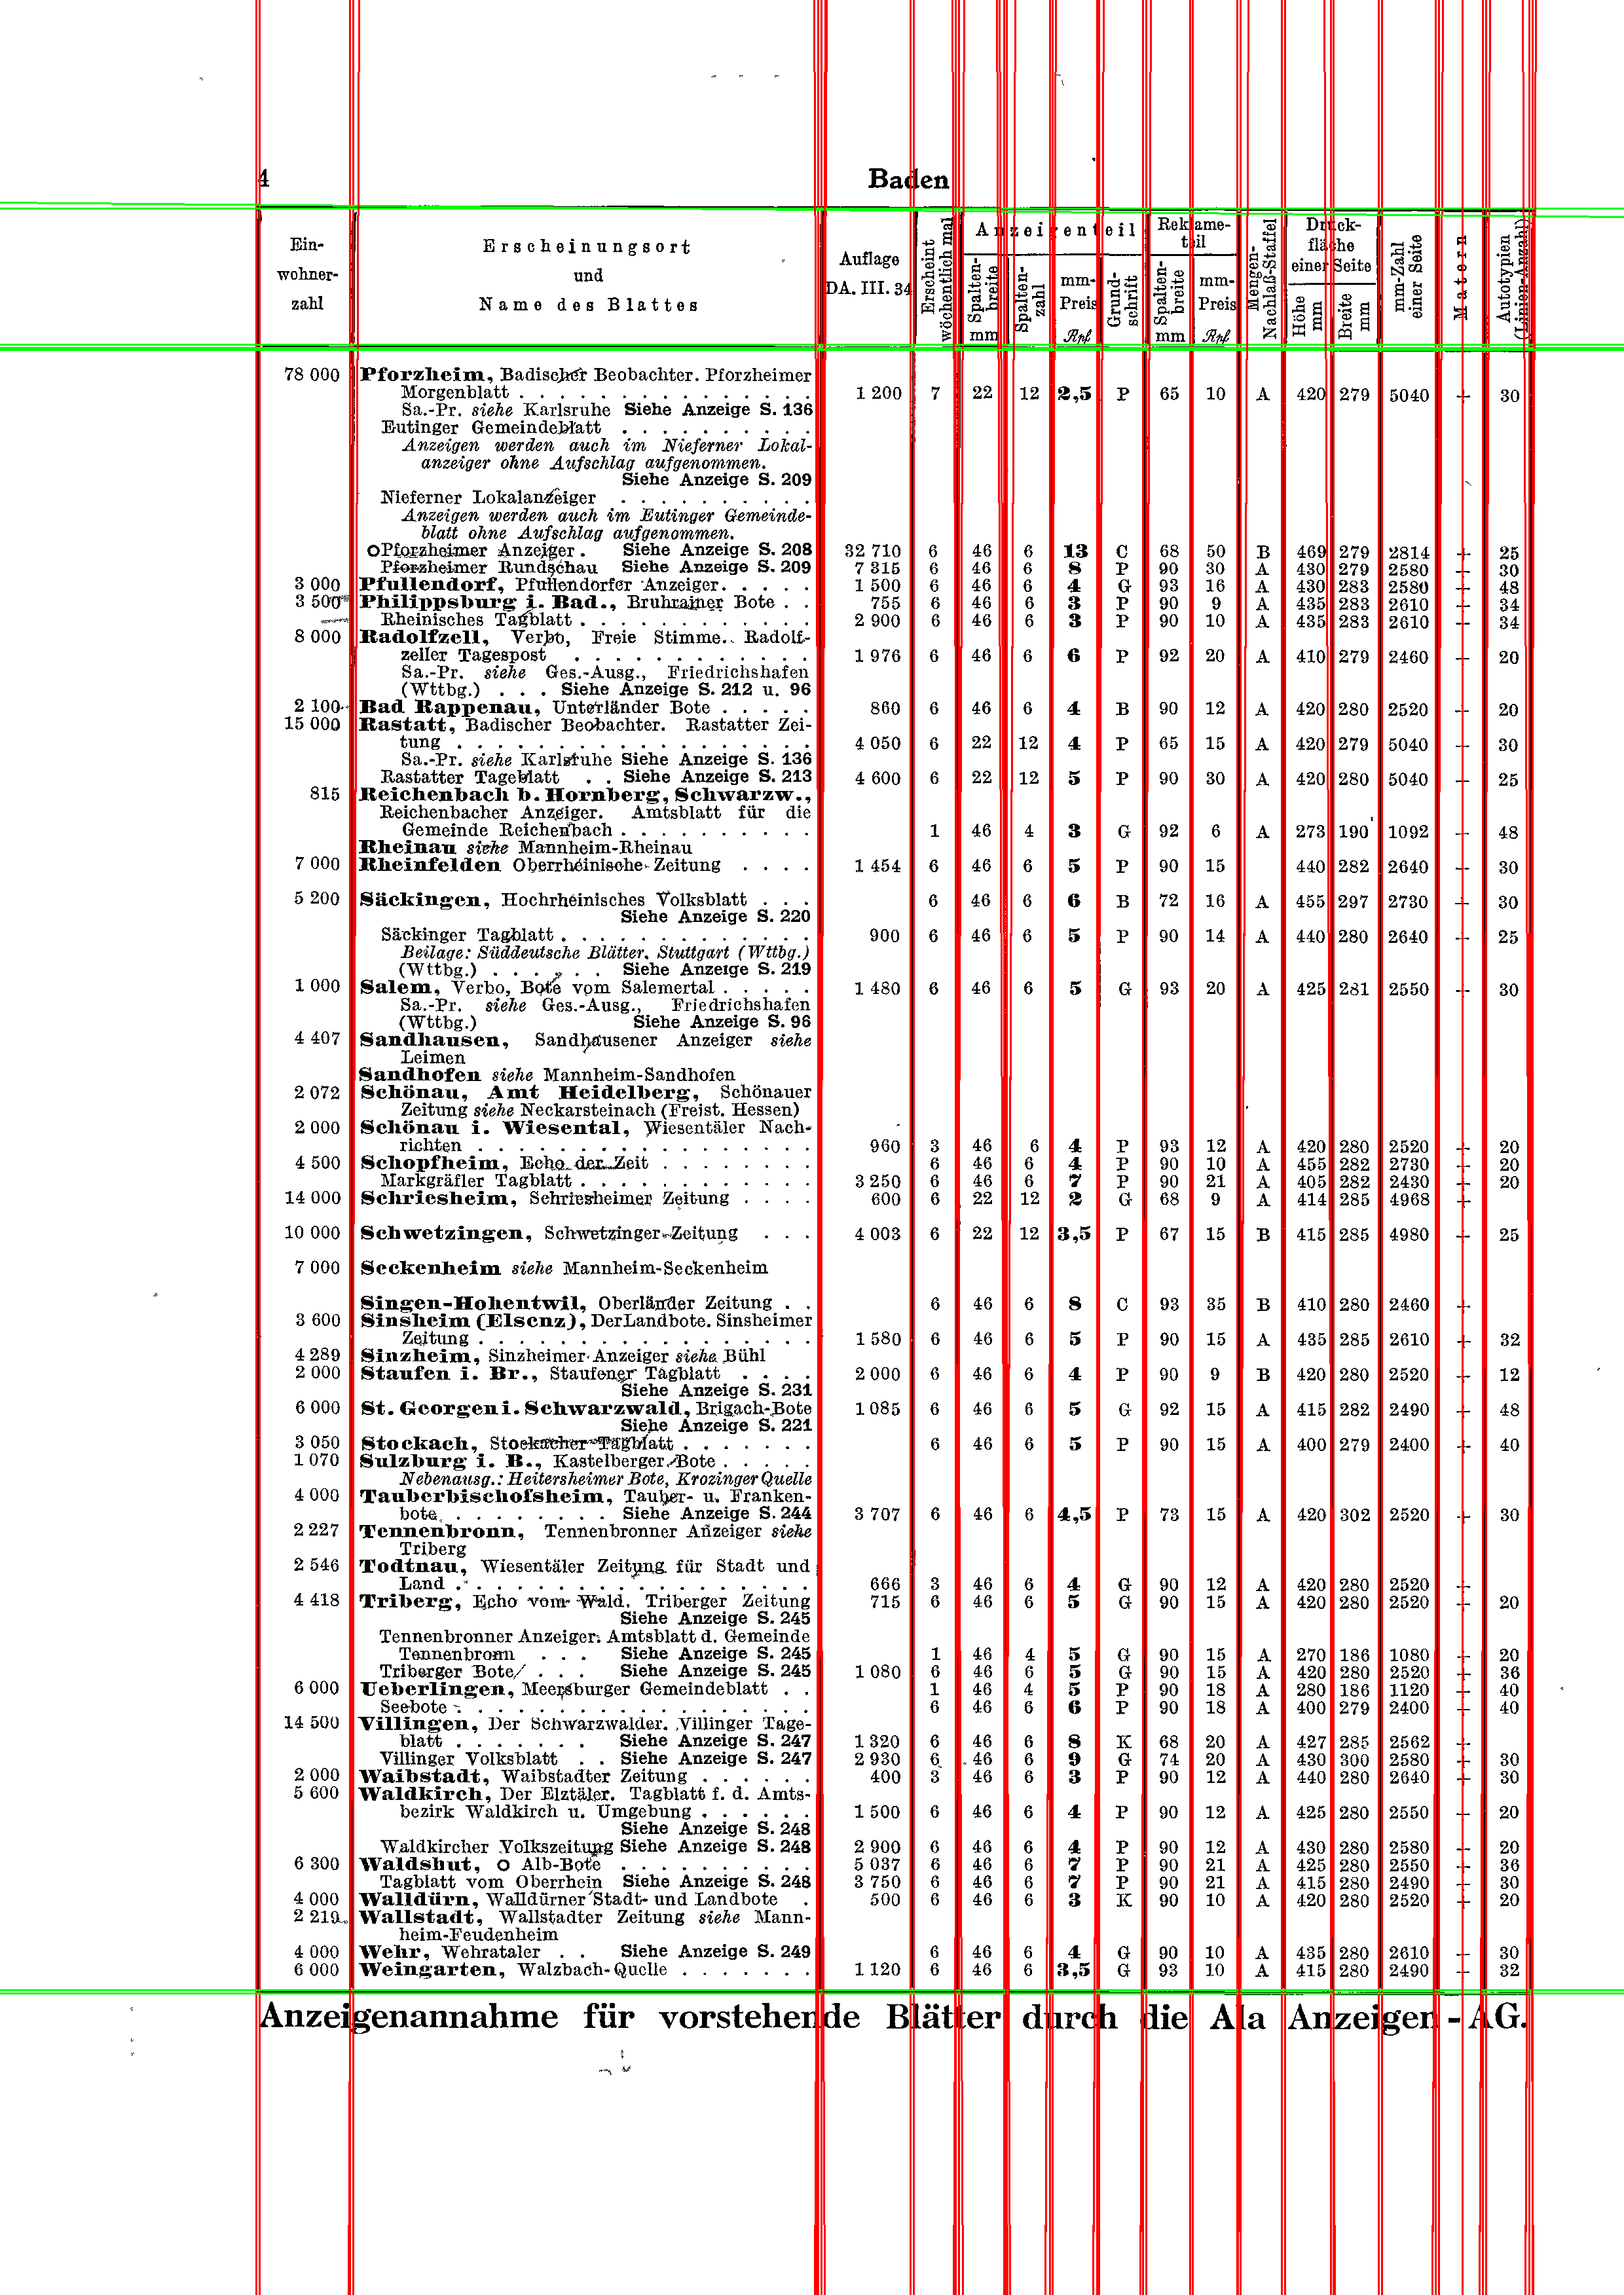 4 Baden
Ein-
wohner-
zahl
Erscheinungsort
und
Name des Blattes
Auflage
DA. III. 34
Erscheint
wöchentlich mal
Anzeigenteil
Spalten-
breite
mm
Spalten-
zahl
mm-
Preis
Rpf
Grund-
schrift
Reklame-
teil
Spalten-
breite
mm
mm-
Preis
Rpf
Mengen-
Nachlaß-Staffel
Druck-
fläche
einer Seite
Höhe
mm
Breite
mm
mm-Zahl
einer Seite
Matern
Autotypien
(Linien-Anzahl)
78 000 Pforzheim, Badischer Beobachter. Pforzheimer
Morgenblatt . . . 1 200 7 22 12 2,5 P 65 10 A 420 279 5040 + 30
Sa.-Pr. siehe Karlsruhe Siehe Anzeige S. 136
Eutinger Gemeindeblatt . . .
Anzeigen werden auch im Nieferner Lokal-
anzeiger ohne Aufschlag aufgenommen.
Siehe Anzeige S. 209
Nieferner Lokalanzeiger . . .
Anzeigen werden auch im Eutinger Gemeinde-
blatt ohne Aufschlag aufgenommen.
OPforzheimer Anzeiger . Siehe Anzeige S. 208 32 710 6 46 6 13 C 68 50 B 469 279 2814 + 25
Pforzheimer Rundschau Siehe Anzeige S. 209 7 315 6 46 6 8 P 90 30 A 430 279 2580 + 30
3 000 Pfullendorf, Pfullendorfer Anzeiger . . . 1 500 6 46 6 4 G 93 16 A 430 283 2580 + 48
3 500 Philippsburg i. Bad., Bruhrainer Bote . . 755 6 46 6 3 P 90 9 A 435 283 2610 + 34
Rheinisches Tagblatt . . . 2 900 6 46 6 3 P 90 10 A 435 283 2610 + 34
8 000 Radolfzell, Verbo, Freie Stimme. Radolf-
zeller Tagespost . . . 1 976 6 46 6 6 P 92 20 A 410 279 2460 + 20
Sa.-Pr. siehe Ges.-Ausg., Friedrichshafen
(Wttbg.) . . . Siehe Anzeige S. 212 u. 96
2 100 Bad Rappenau, Unterländer Bote . . . 860 6 46 6 4 B 90 12 A 420 280 2520 + 20
15 000 Rastatt, Badischer Beobachter. Rastatter Zei-
tung . . . 4 050 6 22 12 4 P 65 15 A 420 279 5040 + 30
Sa.-Pr. siehe Karlsruhe Siehe Anzeige S. 136
Rastatter Tageblatt . . Siehe Anzeige S. 213 4 600 6 22 12 5 P 90 30 A 420 280 5040 + 25
815 Reichenbach b. Hornberg, Schwarzw.,
Reichenbacher Anzeiger. Amtsblatt für die
Gemeinde Reichenbach . . . 1 46 4 3 G 92 6 A 273 190 1092 + 48
Rheinau siehe Mannheim-Rheinau
7 000 Rheinfelden Oberrheinische Zeitung . . . . 1 454 6 46 6 5 P 90 15 440 282 2640 + 30
5 200 Säckingen, Hochrheinisches Volksblatt . . . 6 46 6 6 B 72 16 A 455 297 2730 + 30
Siehe Anzeige S. 220
Säckinger Tagblatt . . . 900 6 46 6 5 P 90 14 A 440 280 2640 + 25
Beilage: Süddeutsche Blätter. Stuttgart (Wttbg.)
(Wttbg.) . . . Siehe Anzeige S. 219
1 000 Salem, Verbo, Bote vom Salemertal . . . 1 480 6 46 6 5 G 93 20 A 425 281 2550 + 30
Sa.-Pr. siehe Ges.-Ausg., Friedrichshafen
(Wttbg.) Siehe Anzeige S. 96
4 407 Sandhausen, Sandhausener Anzeiger siehe
Leimen
Sandhofen siehe Mannheim-Sandhofen
2 072 Schönau, Amt Heidelberg, Schönauer
Zeitung siehe Neckarsteinach (Freist. Hessen)
2 000 Schönau i. Wiesental, Wiesentäler Nach-
richten . . . 960 3 46 6 4 P 93 12 A 420 280 2520 + 20
4 500 Schopfheim, Echo der Zeit . . . 6 46 6 4 P 90 10 A 455 282 2730 + 20
Markgräfler Tagblatt . . . 3 250 6 46 6 7 P 90 21 A 405 282 2430 + 20
14 000 Schriesheim, Schriesheimer Zeitung . . . . 600 6 22 12 2 G 68 9 A 414 285 4968 +
10 000 Schwetzingen, Schwetzinger Zeitung . . . 4 003 6 22 12 3,5 P 67 15 B 415 285 4980 + 25
7 000 Seckenheim siehe Mannheim-Seckenheim
Singen-Hohentwil, Oberländer Zeitung . . 6 46 6 8 C 93 35 B 410 280 2460 +
3 600 Sinsheim (Elsenz), Der Landbote. Sinsheimer
Zeitung . . . 1 580 6 46 6 5 P 90 15 A 435 285 2610 + 32
4 289 Sinzheim, Sinzheimer Anzeiger siehe Bühl
2 000 Staufen i. Br., Staufener Tagblatt . . . . 2 000 6 46 6 4 P 90 9 B 420 280 2520 + 12
Siehe Anzeige S. 231
6 000 St. Georgen i. Schwarzwald, Brigach-Bote 1 085 6 46 6 5 G 92 15 A 415 282 2490 + 48
Siehe Anzeige S. 221
3 050 Stockach, Stockacher Tagblatt . . . 6 46 6 5 P 90 15 A 400 279 2400 + 40
1 070 Sulzburg i. B., Kastelberger Bote . . .
Nebenausg.: Heitersheimer Bote, Krozinger Quelle
4 000 Tauberbischofsheim, Tauber- u. Franken-
bote . . . Siehe Anzeige S. 244 3 707 6 46 6 4,5 P 73 15 A 420 302 2520 + 30
2 227 Tennenbronn, Tennenbronner Anzeiger siehe
Triberg
2 546 Todtnau, Wiesentäler Zeitung für Stadt und
Land . . . 666 3 46 6 4 G 90 12 A 420 280 2520 +
4 418 Triberg, Echo vom Wald. Triberger Zeitung 715 6 46 6 5 G 90 15 A 420 280 2520 + 20
Siehe Anzeige S. 245
Tennenbronner Anzeiger. Amtsblatt d. Gemeinde
Tennenbronn . . . Siehe Anzeige S. 245 1 46 4 5 G 90 15 A 270 186 1080 + 20
Triberger Bote . . . Siehe Anzeige S. 245 1 080 6 46 6 5 G 90 15 A 420 280 2520 + 36
6 000 Ueberlingen, Meersburger Gemeindeblatt . . 1 46 4 5 P 90 18 A 280 186 1120 + 40
Seebote . . . 6 46 6 6 P 90 18 A 400 279 2400 + 40
14 500 Villingen, Der Schwarzwalder. Villinger Tage-
blatt . . . Siehe Anzeige S. 247 1 320 6 46 6 8 K 68 20 A 427 285 2562 +
Villinger Volksblatt . . Siehe Anzeige S. 247 2 930 6 46 6 9 G 74 20 A 430 300 2580 + 30
2 000 Waibstadt, Waibstadter Zeitung . . . 400 3 46 6 3 P 90 12 A 440 280 2640 + 30
5 600 Waldkirch, Der Elztäler. Tagblatt f. d. Amts-
bezirk Waldkirch u. Umgebung . . . 1 500 6 46 6 4 P 90 12 A 425 280 2550 + 20
Siehe Anzeige S. 248
Waldkircher Volkszeitung Siehe Anzeige S. 248 2 900 6 46 6 4 P 90 12 A 430 280 2580 + 20
6 300 Waldshut, O Alb-Bote . . . 5 037 6 46 6 7 P 90 21 A 425 280 2550 + 36
Tagblatt vom Oberrhein Siehe Anzeige S. 248 3 750 6 46 6 7 P 90 21 A 415 280 2490 + 30
4 000 Walldürn, Walldürner Stadt- und Landbote . 500 6 46 6 3 K 90 10 A 420 280 2520 + 20
2 219 Wallstadt, Wallstadter Zeitung siehe Mann-
heim-Feudenheim
4 000 Wehr, Wehrataler . . Siehe Anzeige S. 249 6 46 6 4 G 90 10 A 435 280 2610 + 30
6 000 Weingarten, Walzbach-Quelle . . . 1 120 6 46 6 3,5 G 93 10 A 415 280 2490 + 32
Anzeigenannahme für vorstehende Blätter durch die Ala Anzeigen-AG.